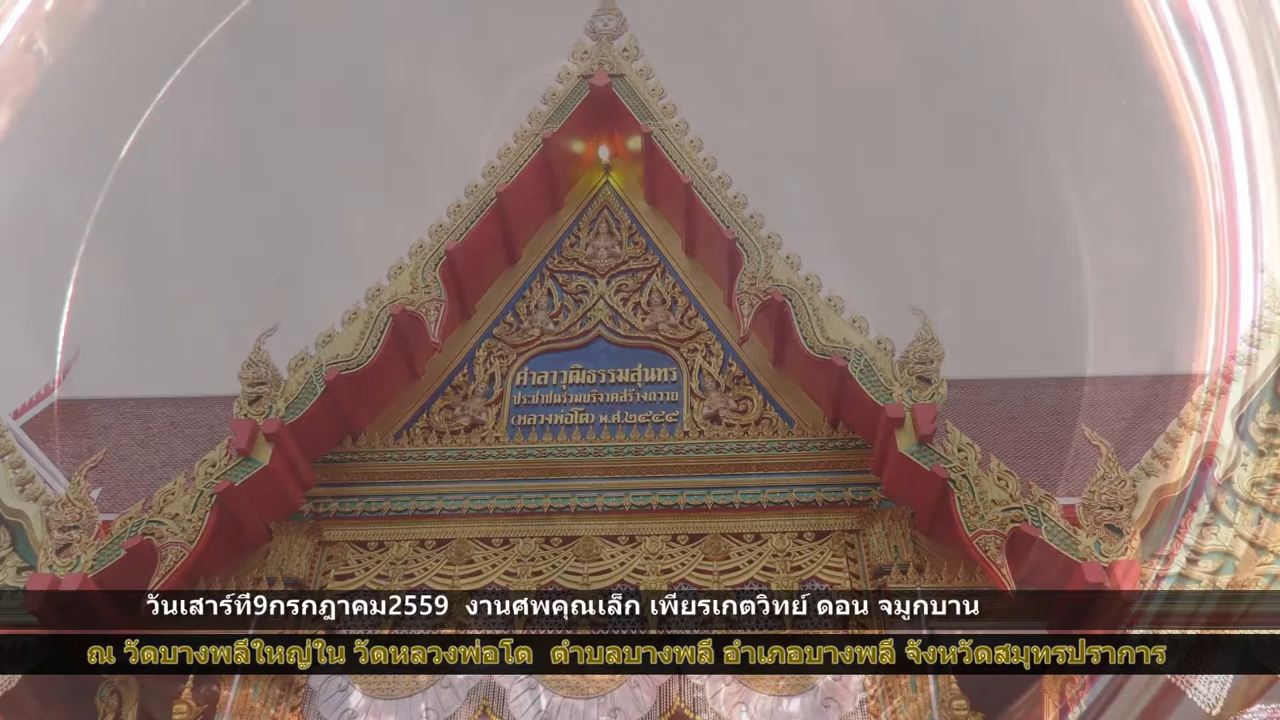 ศาลาวุฒิธรรมสุนทร
ประชาชนร่วมบริจาคสร้างถวาย
(หลวงพ่อโต) พ.ศ.๒๕๔๕
วันเสาร์ที่9กรกฎาคม2559 งานศพคุณเล็ก เพียรเกตวิทย์ ดอน จมูกบาน
ณ วัดบางพลีใหญ่ใน วัดหลวงพ่อโต ตำบลบางพลี อำเภอบางพลี จังหวัดสมุทรปราการ